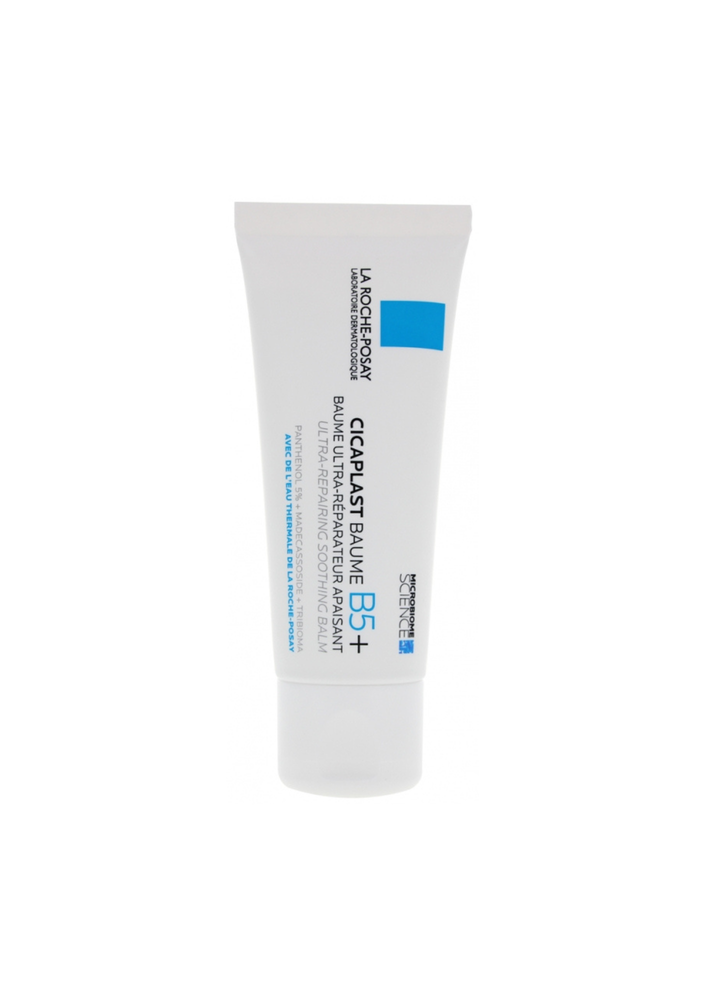 LA ROCHE-POSAY
LABORATOIRE DERMATOLOGIQUE
CICAPLAST BAUME B5+
BAUME ULTRA-RÉPARATEUR APAISANT
ULTRA-REPAIRING SOOTHING BALM
PANTHENOL 5% + MADECASSOSIDE + TRIBIOMA
AVEC DE L'EAU THERMALE DE LA ROCHE-POSAY
MICROBIOME
SCIENCE